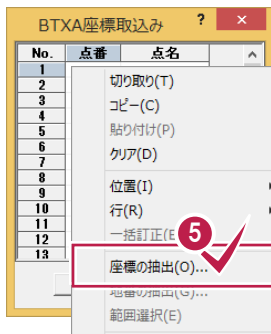 BTXA座標取込み ? ×
No. 点番 点名
1
2
3
4
5
6
7
8
9
10
11
12
13
切り取り(T)
コピー(C)
貼り付け(P)
クリア(D)
位置(I)
行(R)
一括訂正(E
5
座標の抽出(O)...
地番の抽出(G)...
範囲選択(E)